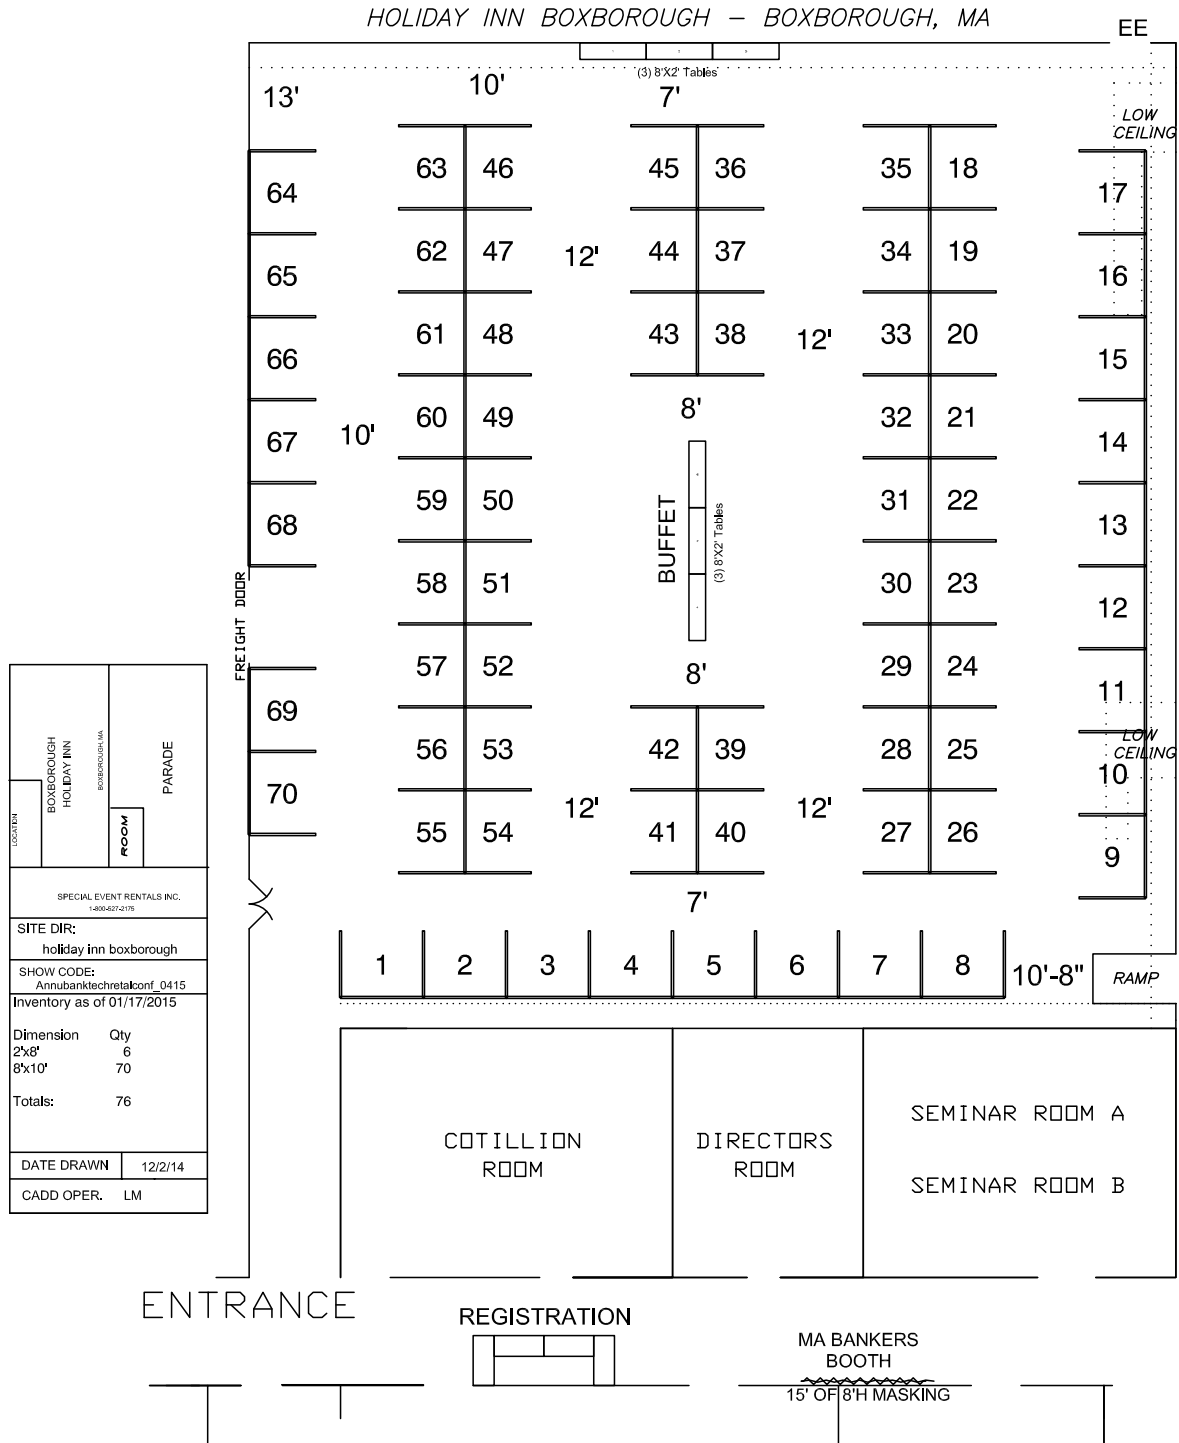 HOLIDAY INN BOXBOROUGH – BOXBOROUGH, MA
EE
(3) 8'X2' Tables
13'
10'
7'
LOW
CEILING
63 46
45 36
35 18
64
17
62 47
12'
44 37
34 19
65
16
61 48
43 38
12'
33 20
66
15
8'
60 49
32 21
10'
67
14
59 50
31 22
68
13
BUFFET
(3) 8'X2' Tables
FREIGHT DOOR
58 51
30 23
12
57 52
8'
29 24
69
11
56 53
42 39
28 25
LOW
CEILING
70
10
12'
12'
55 54
41 40
27 26
9
7'
1 2 3 4 5 6 7 8
10'-8"
RAMP
LOCATION
BOXBOROUGH
HOLIDAY INN
BOXBOROUGH, MA
ROOM
PARADE
SPECIAL EVENT RENTALS INC.
1-800-627-2175
SITE DIR:
holiday inn boxborough
SHOW CODE:
Annubanktechretalconf_0415
Inventory as of 01/17/2015
Dimension Qty
2'x8' 6
8'x10' 70
Totals: 76
DATE DRAWN 12/2/14
CADD OPER. LM
COTILLION
ROOM
DIRECTORS
ROOM
SEMINAR ROOM A
SEMINAR ROOM B
ENTRANCE
REGISTRATION
MA BANKERS
BOOTH
15' OF 8'H MASKING